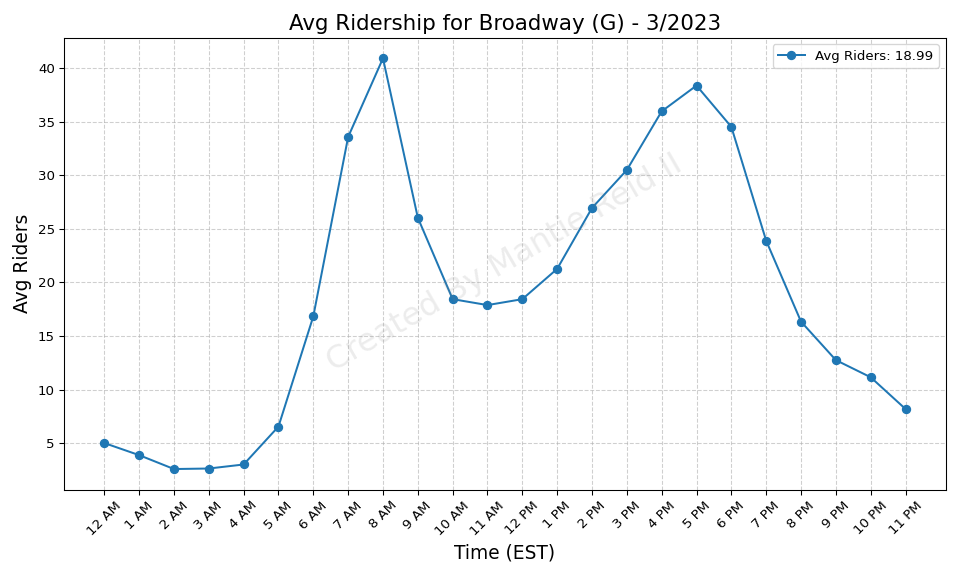 Avg Ridership for Broadway (G) - 3/2023
Avg Riders: 18.99
Avg Riders
40
35
30
25
20
15
10
5
Created By Mantie Reid II
12 AM
1 AM
2 AM
3 AM
4 AM
5 AM
6 AM
7 AM
8 AM
9 AM
10 AM
11 AM
12 PM
1 PM
2 PM
3 PM
4 PM
5 PM
6 PM
7 PM
8 PM
9 PM
10 PM
11 PM
Time (EST)